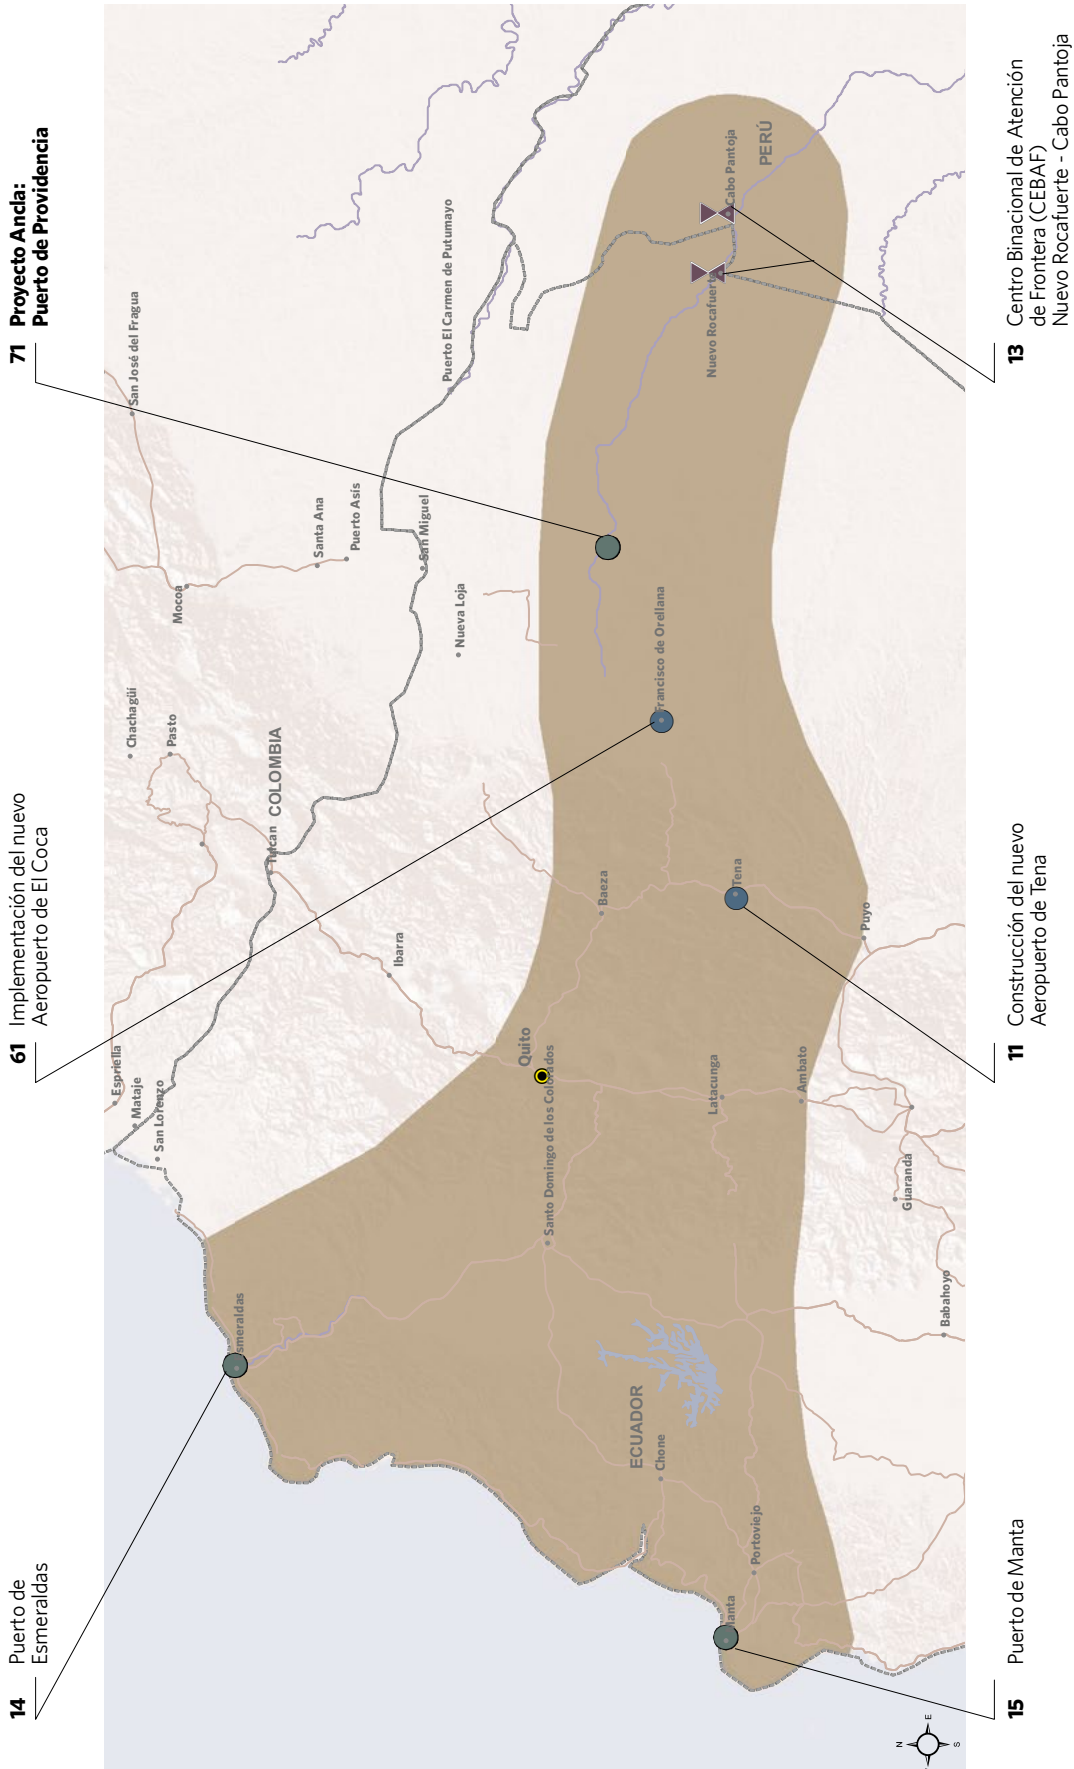 14 Puerto de
Esmeraldas
61 Implementación del nuevo
Aeropuerto de El Coca
71 Proyecto Ancla:
Puerto de Providencia
Espriella
Mataje
San Lorenzo
Chachagüí
Pasto
COLOMBIA
Tulcan
Ibarra
Mocoa
San José del Fragua
Santa Ana
Puerto Asís
San Miguel
Nueva Loja
Puerto El Carmen de Putumayo
Esmeraldas
Quito
Santo Domingo de los Colorados
Baeza
Francisco de Orellana
Nuevo Rocafuerte
Cabo Pantoja
PERÚ
ECUADOR
Chone
Portoviejo
Manta
Latacunga
Ambato
Tena
Puyo
Guaranda
Babahoyo
N
E
S
15 Puerto de Manta
11 Construcción del nuevo
Aeropuerto de Tena
13 Centro Binacional de Atención
de Frontera (CEBAF)
Nuevo Rocafuerte - Cabo Pantoja